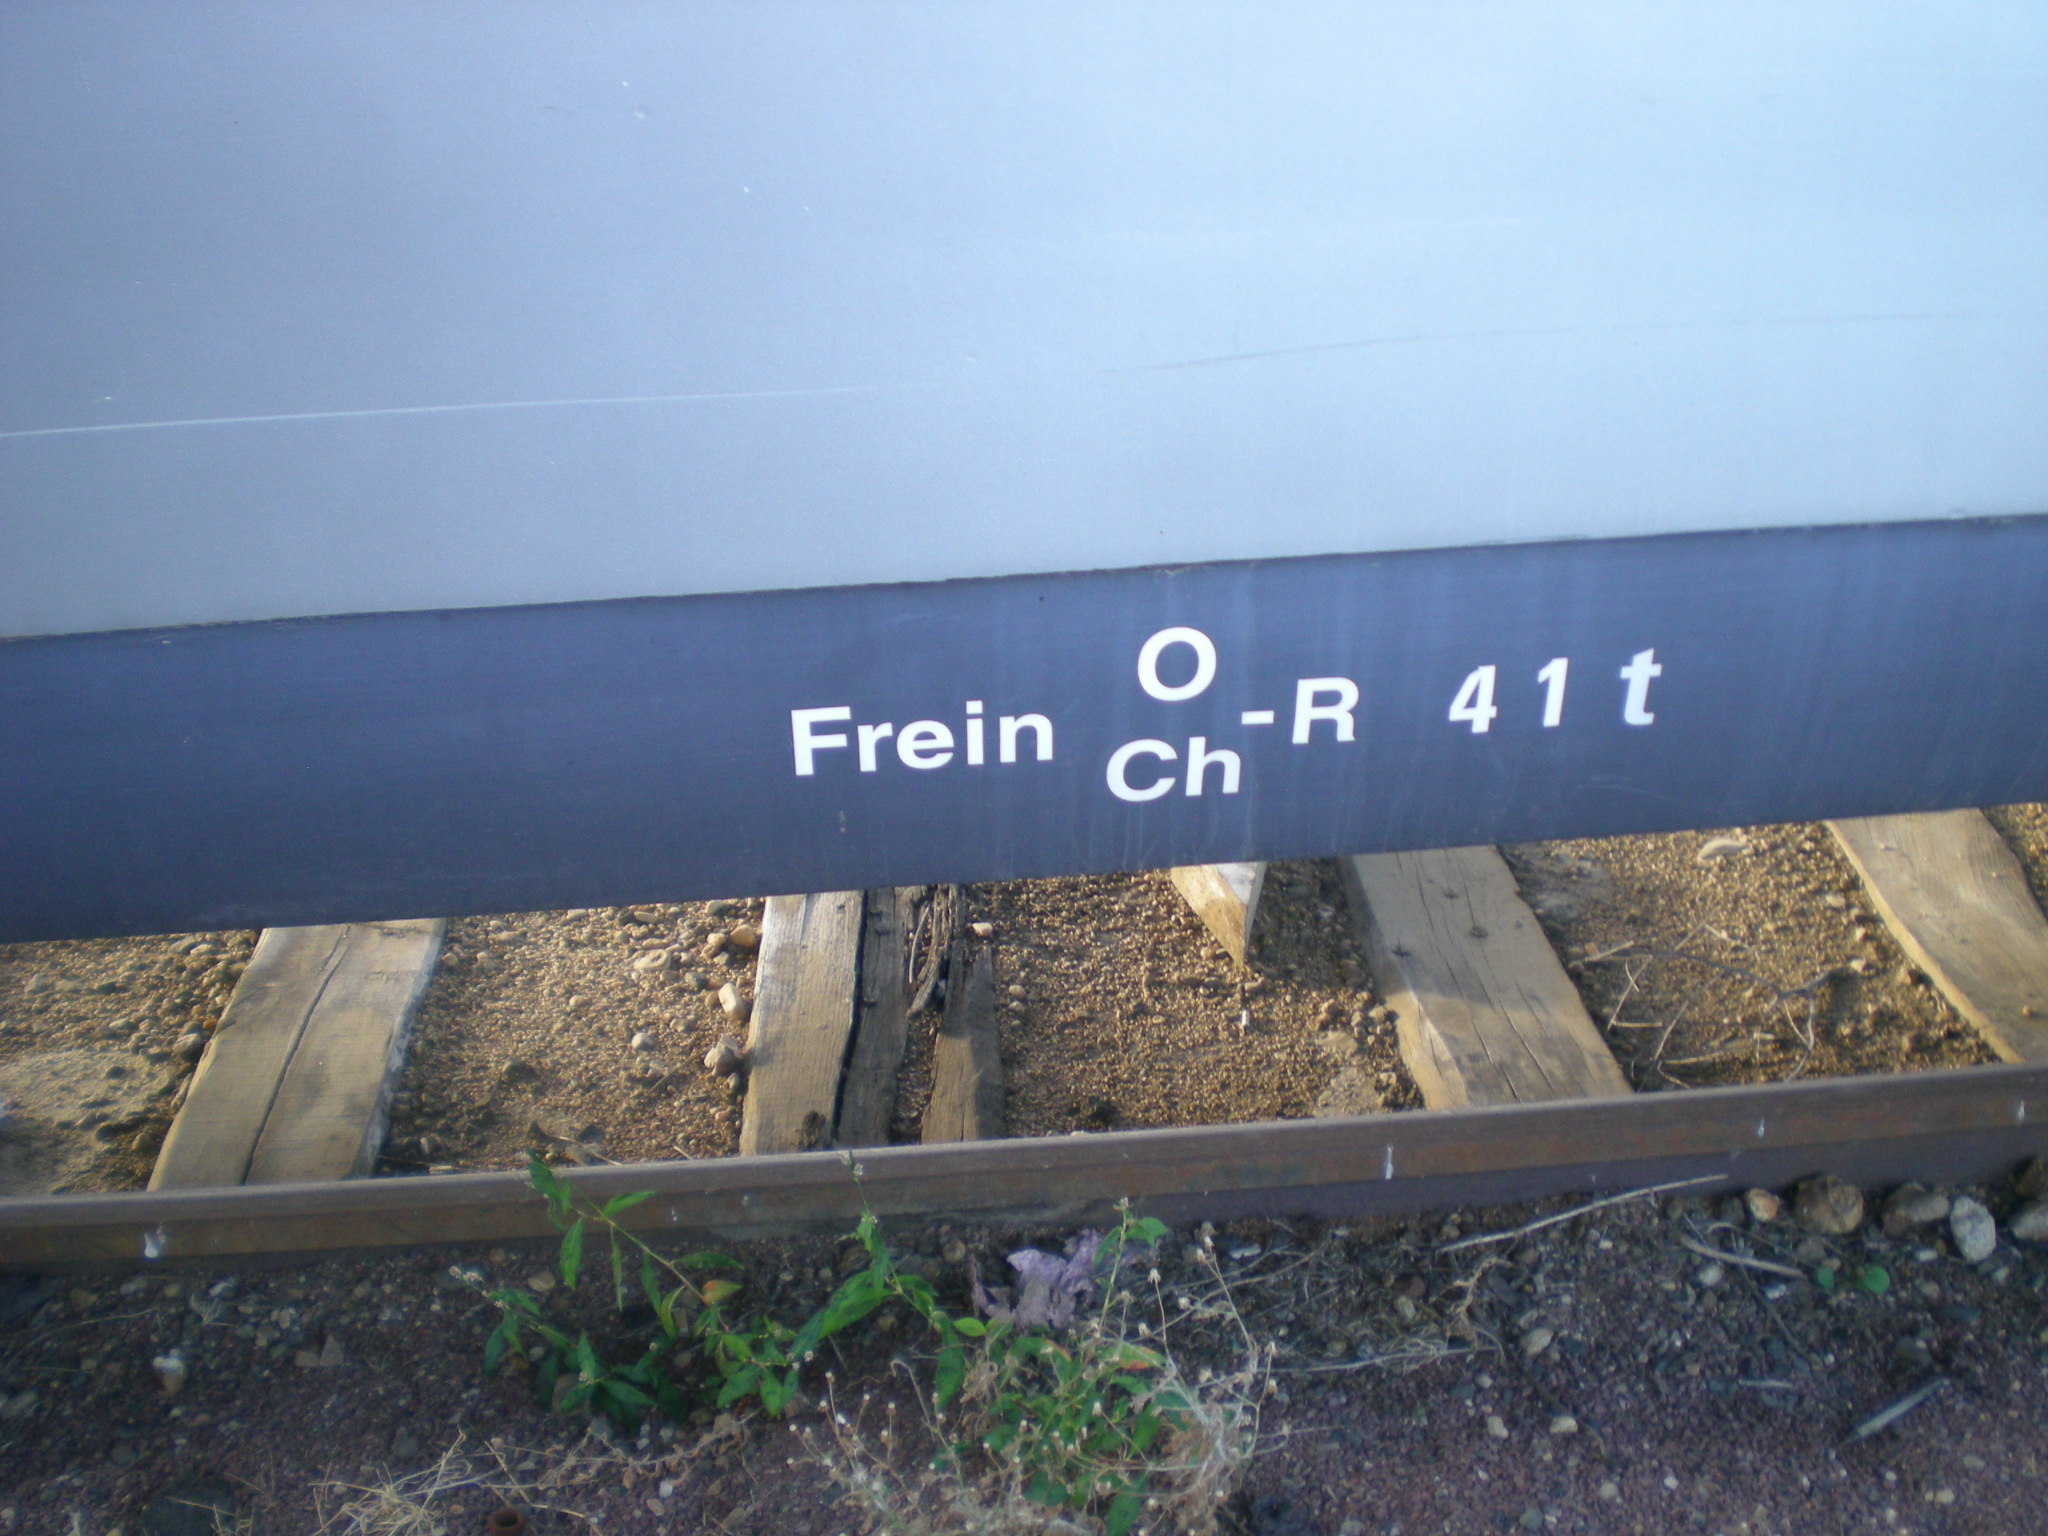 Frein O
Ch -R 41 t